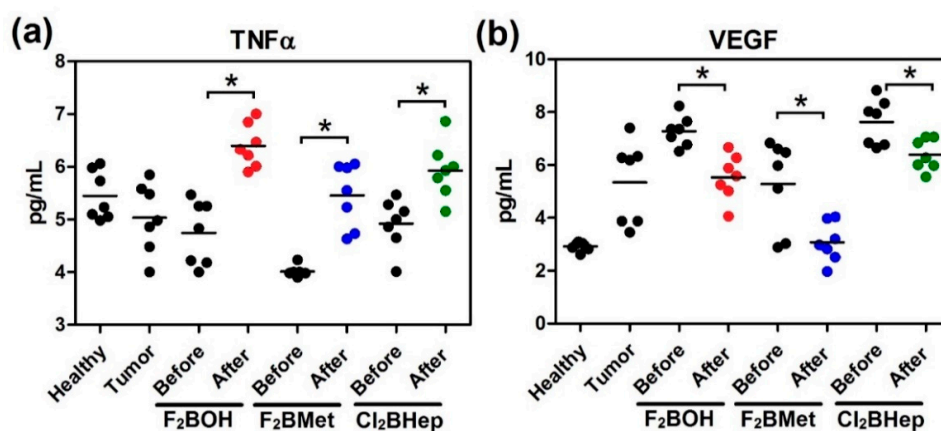 (a)
TNFα
pg/mL
8
7
6
5
4
3
*
*
*
Healthy
Tumor
Before
After
Before
After
Before
After
F₂BOH
F₂BMet
Cl₂BHep
(b)
VEGF
pg/mL
10
8
6
4
2
0
*
*
*
Healthy
Tumor
Before
After
Before
After
Before
After
F₂BOH
F₂BMet
Cl₂BHep